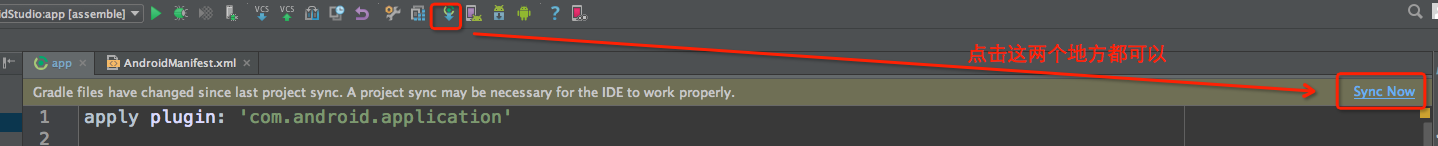 idStudio:app [assemble]
VCS VCS
点击这两个地方都可以
app AndroidManifest.xml
Gradle files have changed since last project sync. A project sync may be necessary for the IDE to work properly. Sync Now
1 apply plugin: 'com.android.application'
2